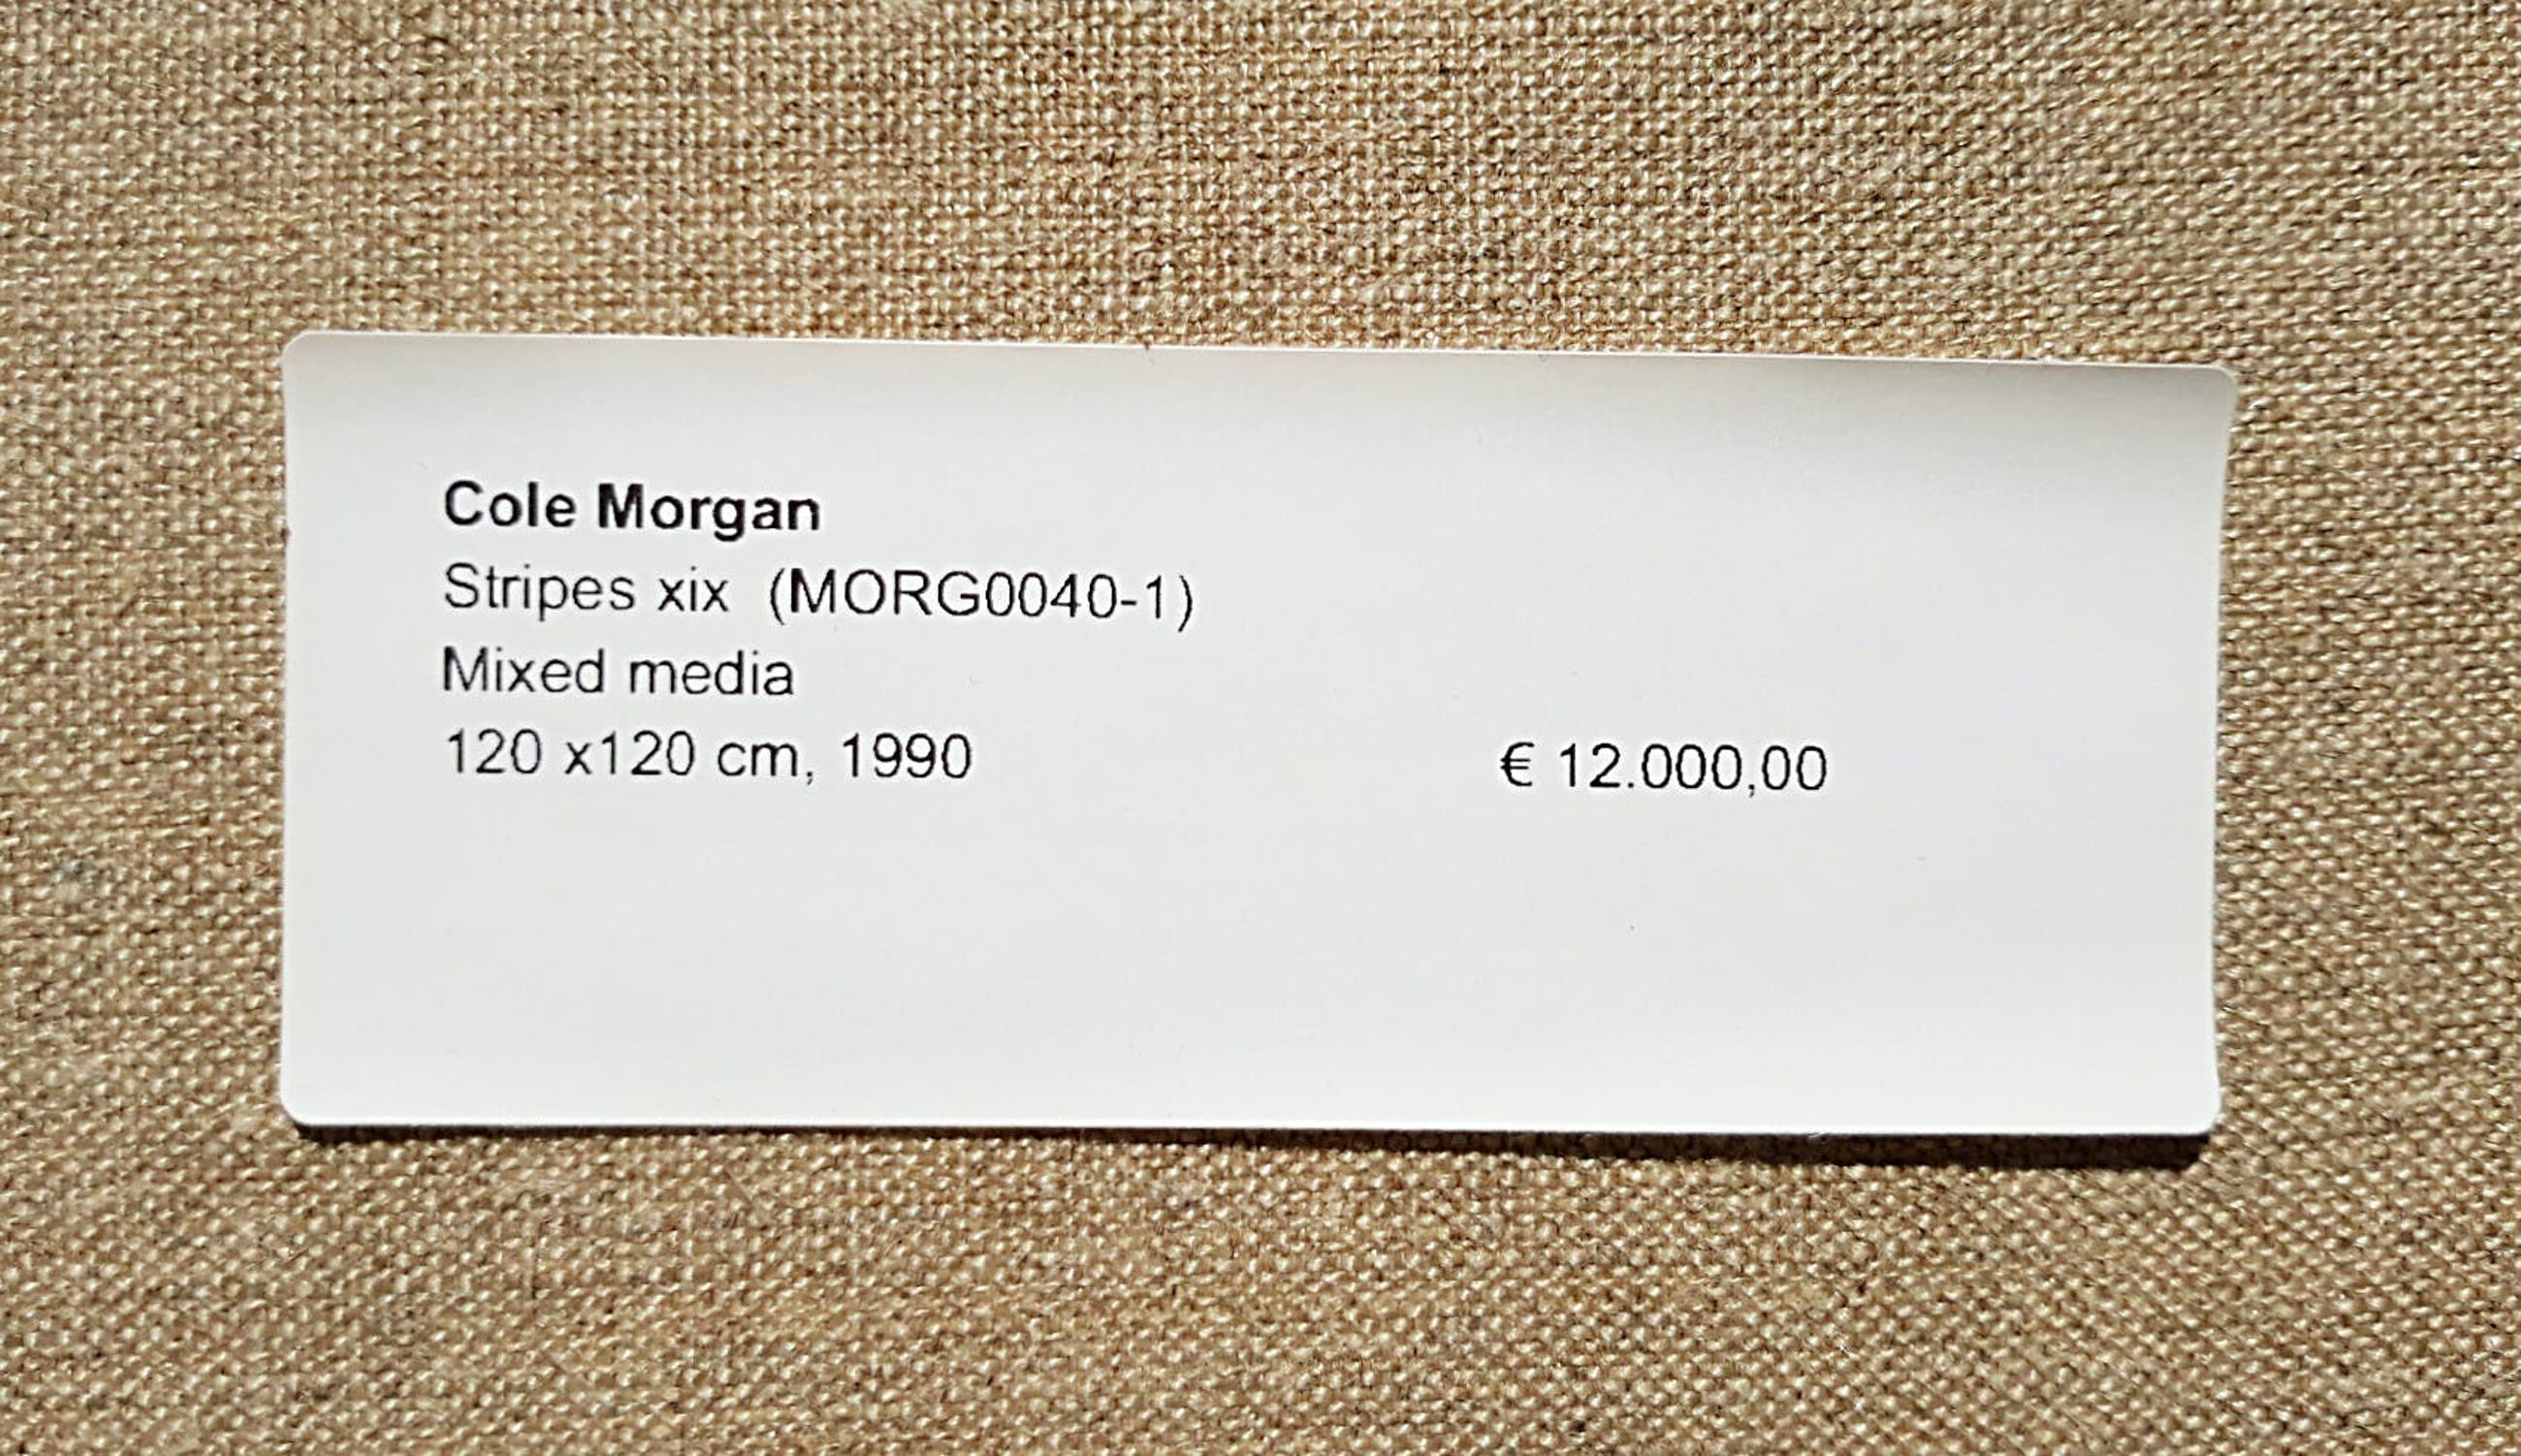 Cole Morgan
Stripes xix (MORG0040-1)
Mixed media
120 x120 cm, 1990 € 12.000,00